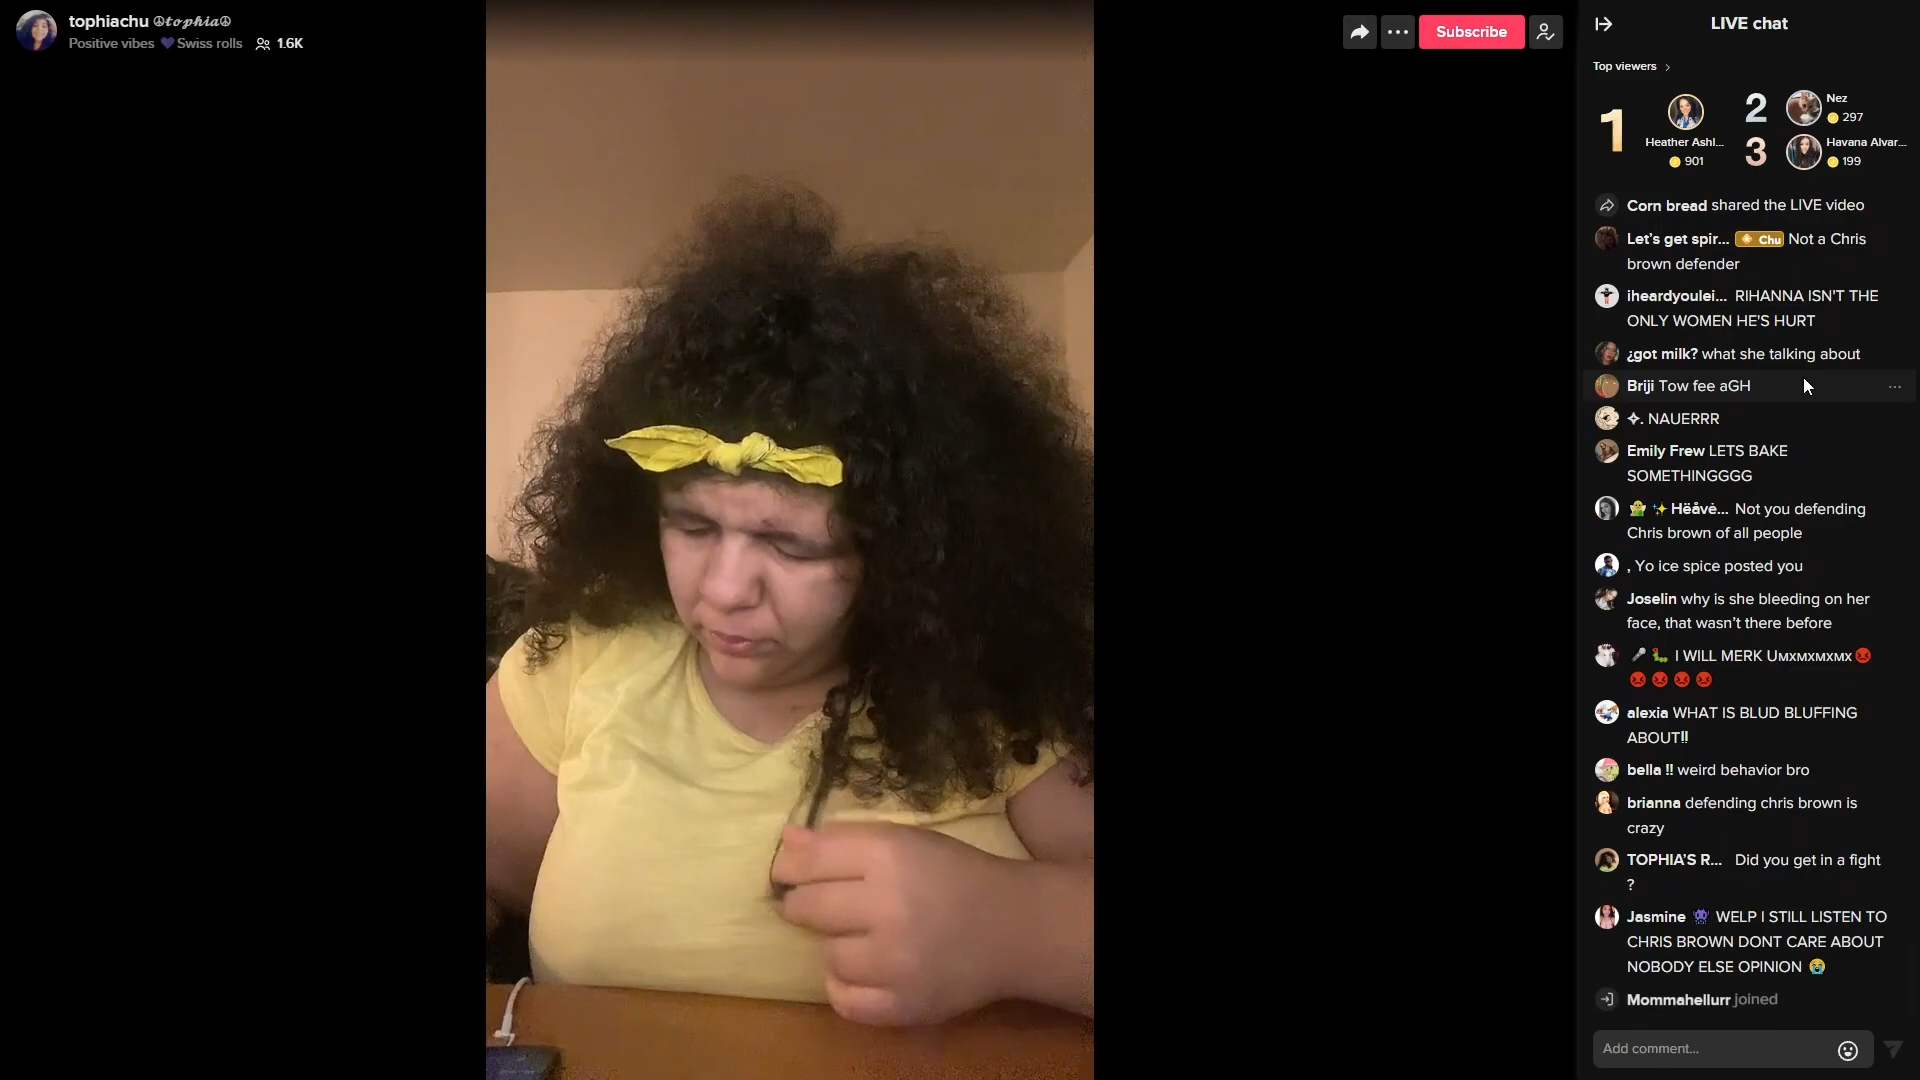 tophiachu ☮𝓽𝓸𝓹𝓱𝓲𝓪☮
Positive vibes 💜Swiss rolls 1.6K
Subscribe
LIVE chat
Top viewers >
1
Heather Ashl...
901
2
Nez
297
3
Havana Alvar...
199
Corn bread shared the LIVE video
Let's get spir... Chu Not a Chris
brown defender
iheardyoulei... RIHANNA ISN'T THE
ONLY WOMEN HE'S HURT
¿got milk? what she talking about
Briji Tow fee aGH
✧. NAUERRR
Emily Frew LETS BAKE
SOMETHINGGGG
✨Hëåvė... Not you defending
Chris brown of all people
, Yo ice spice posted you
Joselin why is she bleeding on her
face, that wasn't there before
🎤🐛 I WILL MERK Uᴍxᴍxᴍxᴍx😡
😡😡😡😡
alexia WHAT IS BLUD BLUFFING
ABOUT‼
bella !! weird behavior bro
brianna defending chris brown is
crazy
TOPHIA'S R... Did you get in a fight
?
Jasmine 👾 WELP I STILL LISTEN TO
CHRIS BROWN DONT CARE ABOUT
NOBODY ELSE OPINION 😭
Mommahellurr joined
Add comment...